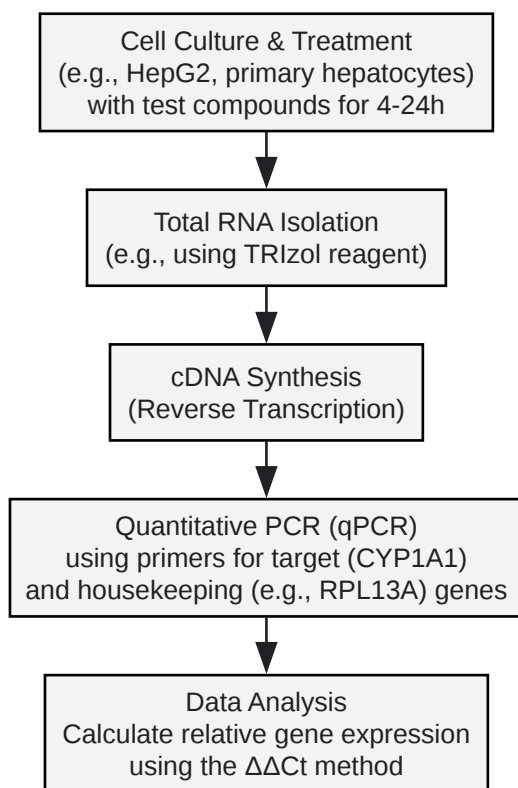 Cell Culture & Treatment
(e.g., HepG2, primary hepatocytes)
with test compounds for 4-24h
Total RNA Isolation
(e.g., using TRIzol reagent)
cDNA Synthesis
(Reverse Transcription)
Quantitative PCR (qPCR)
using primers for target (CYP1A1)
and housekeeping (e.g., RPL13A) genes
Data Analysis
Calculate relative gene expression
using the ΔΔCt method